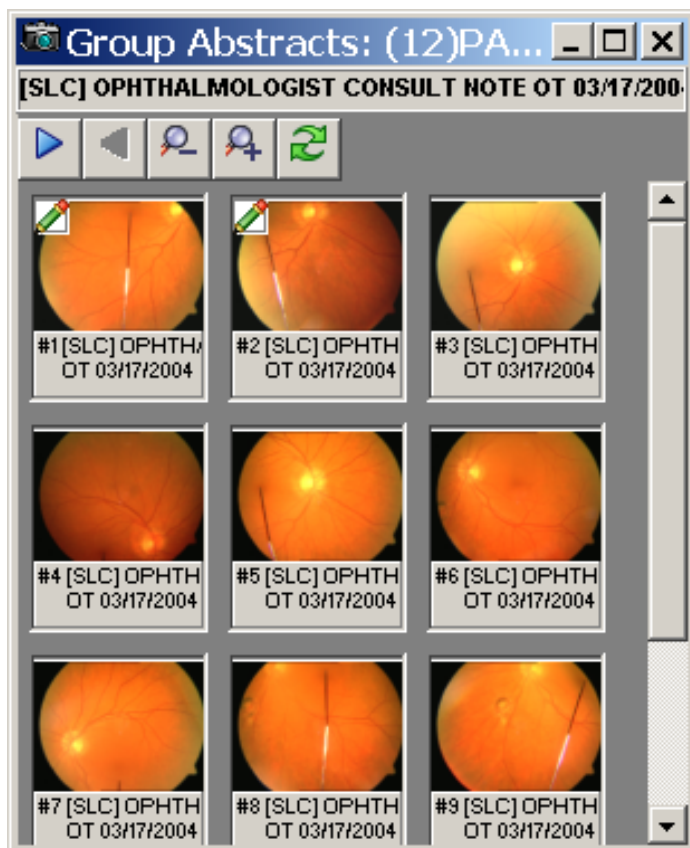 Group Abstracts: (12)PA...
[SLC] OPHTHALMOLOGIST CONSULT NOTE OT 03/17/200
#1 [SLC] OPHTH
OT 03/17/2004
#2 [SLC] OPHTH
OT 03/17/2004
#3 [SLC] OPHTH
OT 03/17/2004
#4 [SLC] OPHTH
OT 03/17/2004
#5 [SLC] OPHTH
OT 03/17/2004
#6 [SLC] OPHTH
OT 03/17/2004
#7 [SLC] OPHTH
OT 03/17/2004
#8 [SLC] OPHTH
OT 03/17/2004
#9 [SLC] OPHTH
OT 03/17/2004